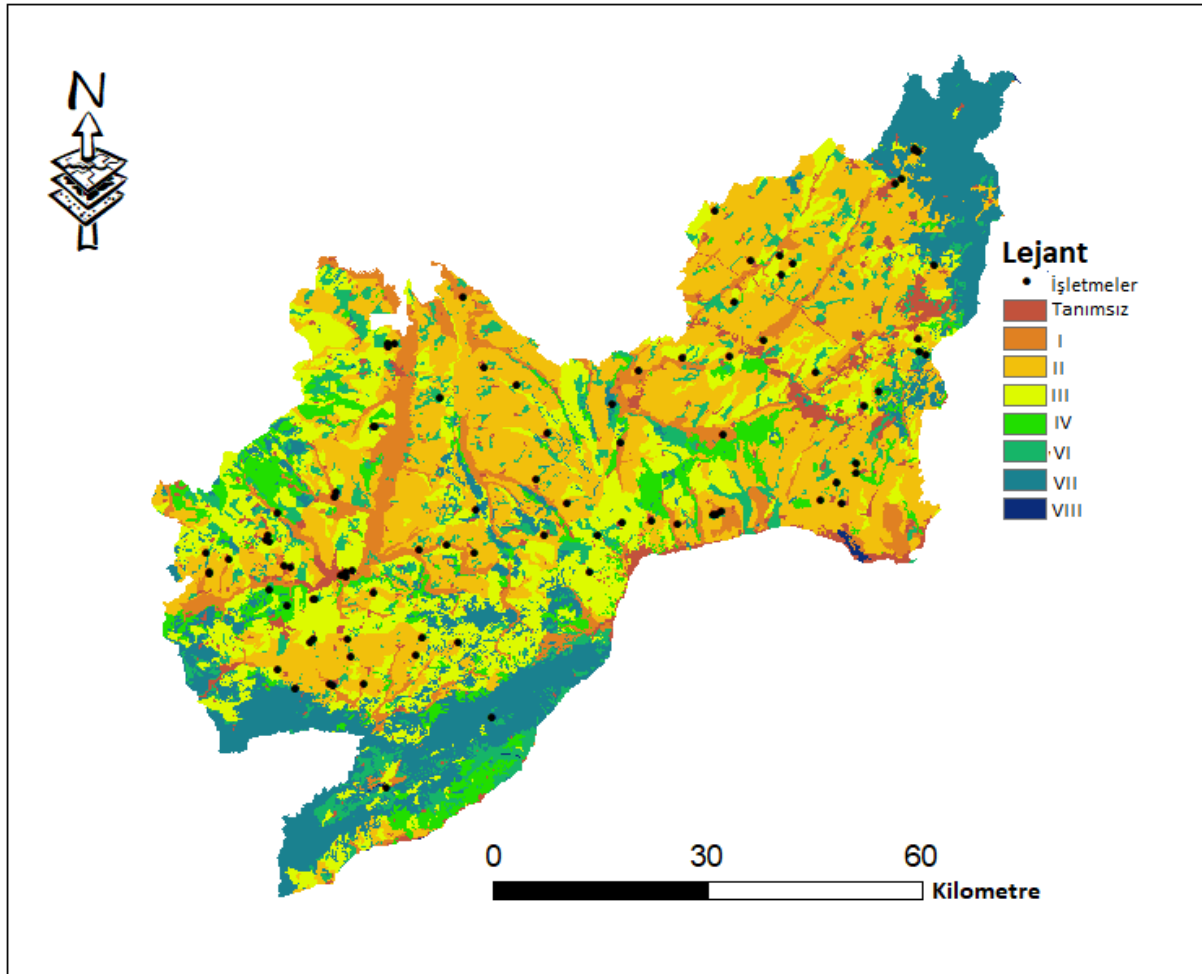 N
Lejant
İşletmeler
Tanımsız
I
II
III
IV
VI
VII
VIII
0 30 60
Kilometre